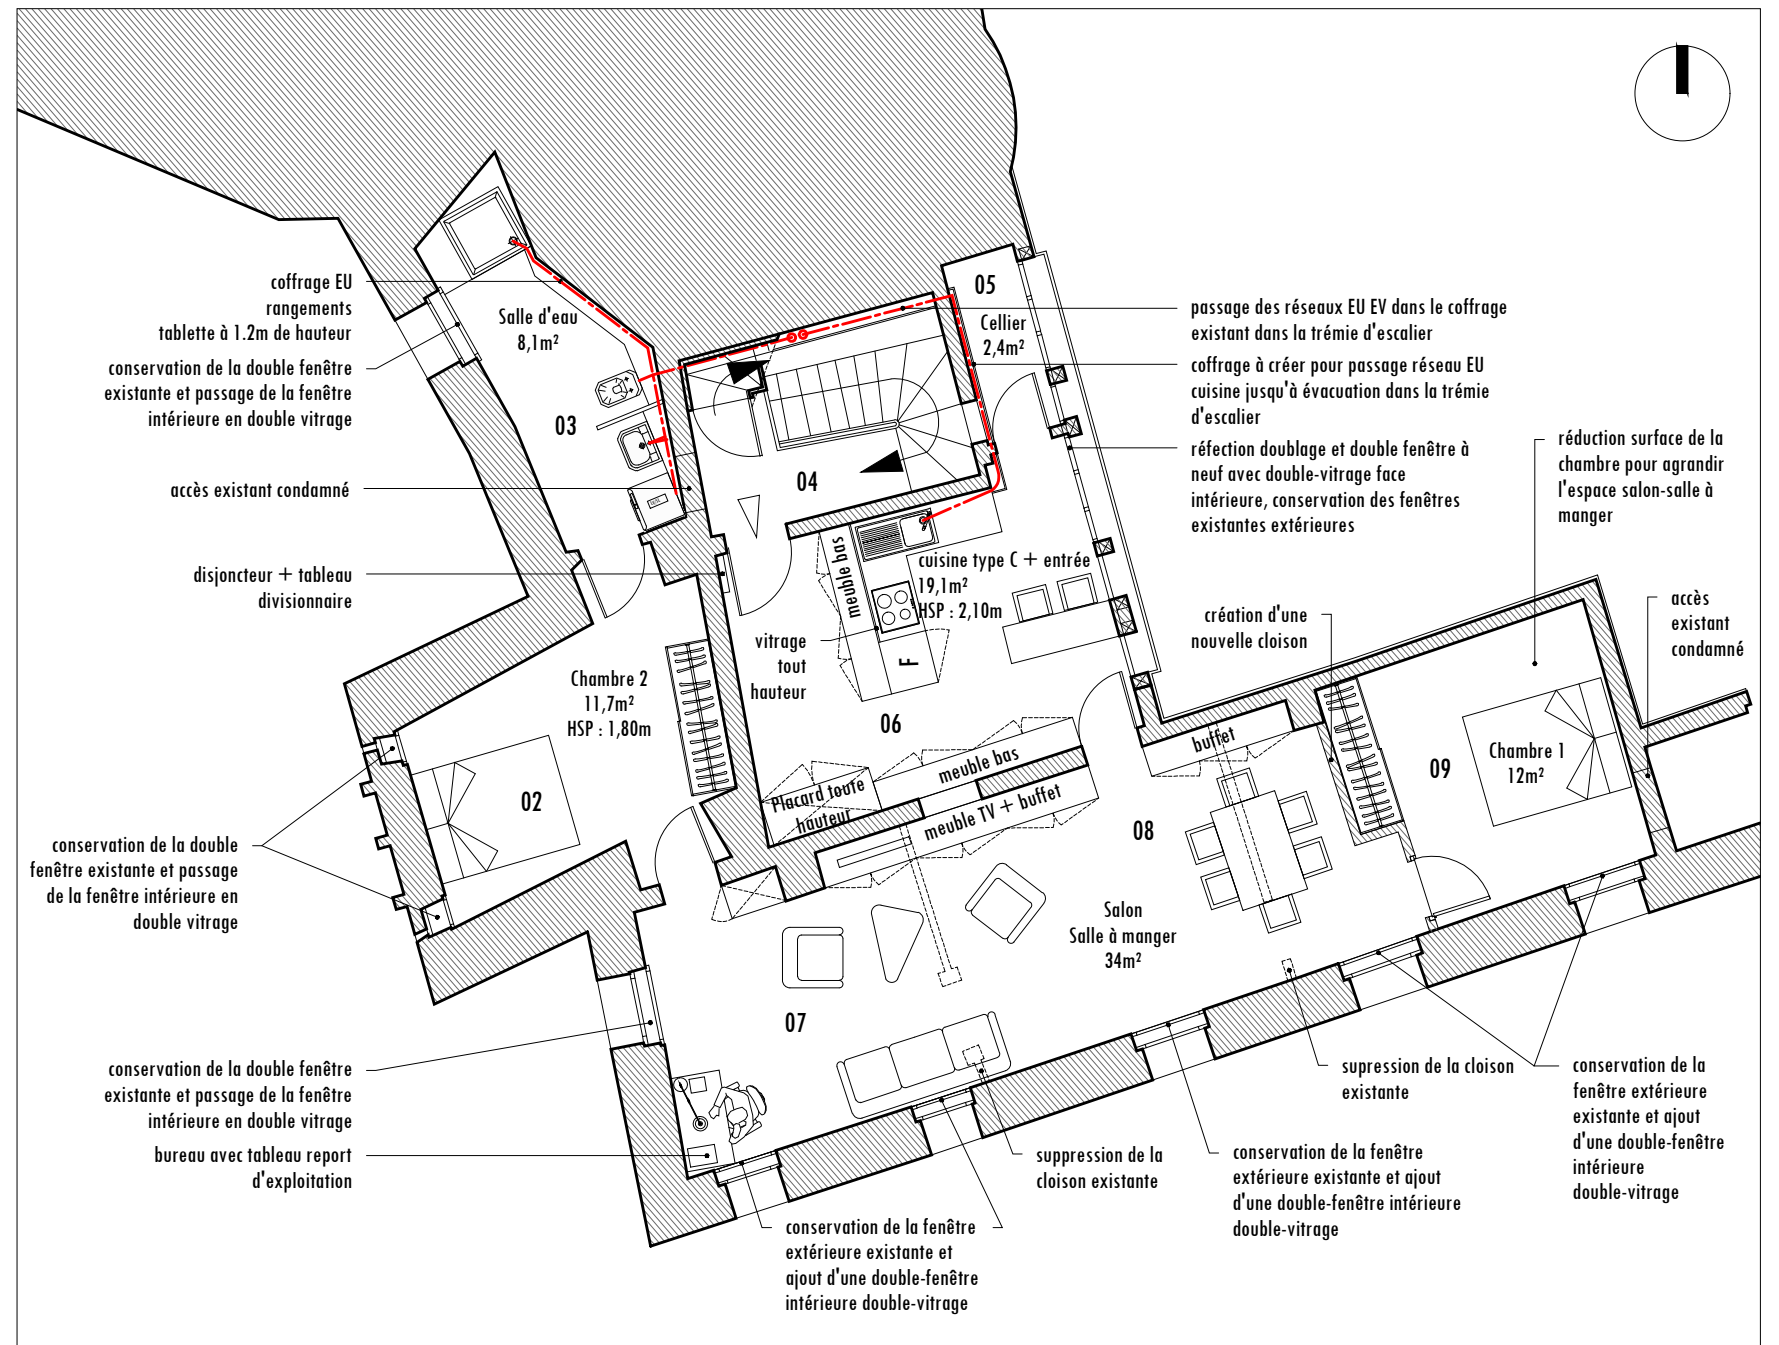 coffrage EU
rangements
tablette à 1.2m de hauteur
conservation de la double fenêtre
existante et passage de la fenêtre
intérieure en double vitrage
accès existant condamné
disjoncteur + tableau
divisionnaire
conservation de la double
fenêtre existante et passage
de la fenêtre intérieure en
double vitrage
conservation de la double fenêtre
existante et passage de la fenêtre
intérieure en double vitrage
bureau avec tableau report
d'exploitation
Salle d'eau
8,1m²
03
04
05
Cellier
2,4m²
passage des réseaux EU EV dans le coffrage
existant dans la trémie d'escalier
coffrage à créer pour passage réseau EU
cuisine jusqu'à évacuation dans la trémie
d'escalier
réfection doublage et double fenêtre à
neuf avec double-vitrage face
intérieure, conservation des fenêtres
existantes extérieures
réduction surface de la
chambre pour agrandir
l'espace salon-salle à
manger
création d'une
nouvelle cloison
accès
existant
condamné
meuble bas
cuisine type C + entrée
19,1m²
HSP : 2,10m
vitrage
tout
hauteur
F
06
Chambre 2
11,7m²
HSP : 1,80m
02
Placard toute
hauteur
meuble bas
meuble TV + buffet
buffet
08
09
Chambre 1
12m²
Salon
Salle à manger
34m²
07
supression de la cloison
existante
suppression de la
cloison existante
conservation de la fenêtre
extérieure existante et
ajout d'une double-fenêtre
intérieure double-vitrage
conservation de la fenêtre
extérieure existante et ajout
d'une double-fenêtre intérieure
double-vitrage
conservation de la
fenêtre extérieure
existante et ajout
d'une double-fenêtre
intérieure
double-vitrage